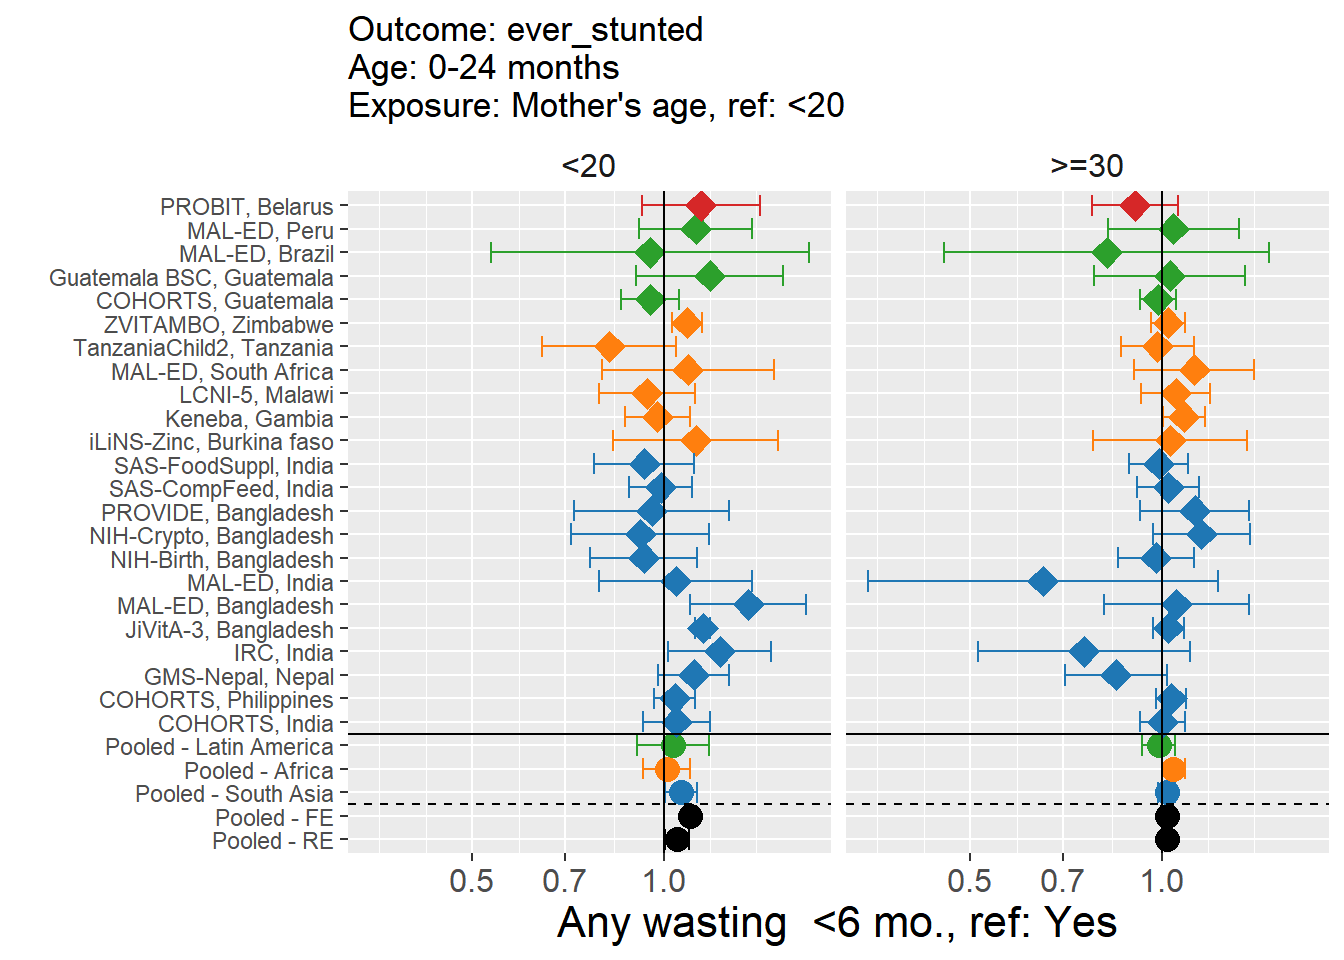 Outcome: ever_stunted
Age: 0-24 months
Exposure: Mother's age, ref: <20
<20
>=30
PROBIT, Belarus
MAL-ED, Peru
MAL-ED, Brazil
Guatemala BSC, Guatemala
COHORTS, Guatemala
ZVITAMBO, Zimbabwe
TanzaniaChild2, Tanzania
MAL-ED, South Africa
LCNI-5, Malawi
Keneba, Gambia
iLiNS-Zinc, Burkina faso
SAS-FoodSuppl, India
SAS-CompFeed, India
PROVIDE, Bangladesh
NIH-Crypto, Bangladesh
NIH-Birth, Bangladesh
MAL-ED, India
MAL-ED, Bangladesh
JiVitA-3, Bangladesh
IRC, India
GMS-Nepal, Nepal
COHORTS, Philippines
COHORTS, India
Pooled - Latin America
Pooled - Africa
Pooled - South Asia
Pooled - FE
Pooled - RE
0.5 0.7 1.0
0.5 0.7 1.0
Any wasting  <6 mo., ref: Yes